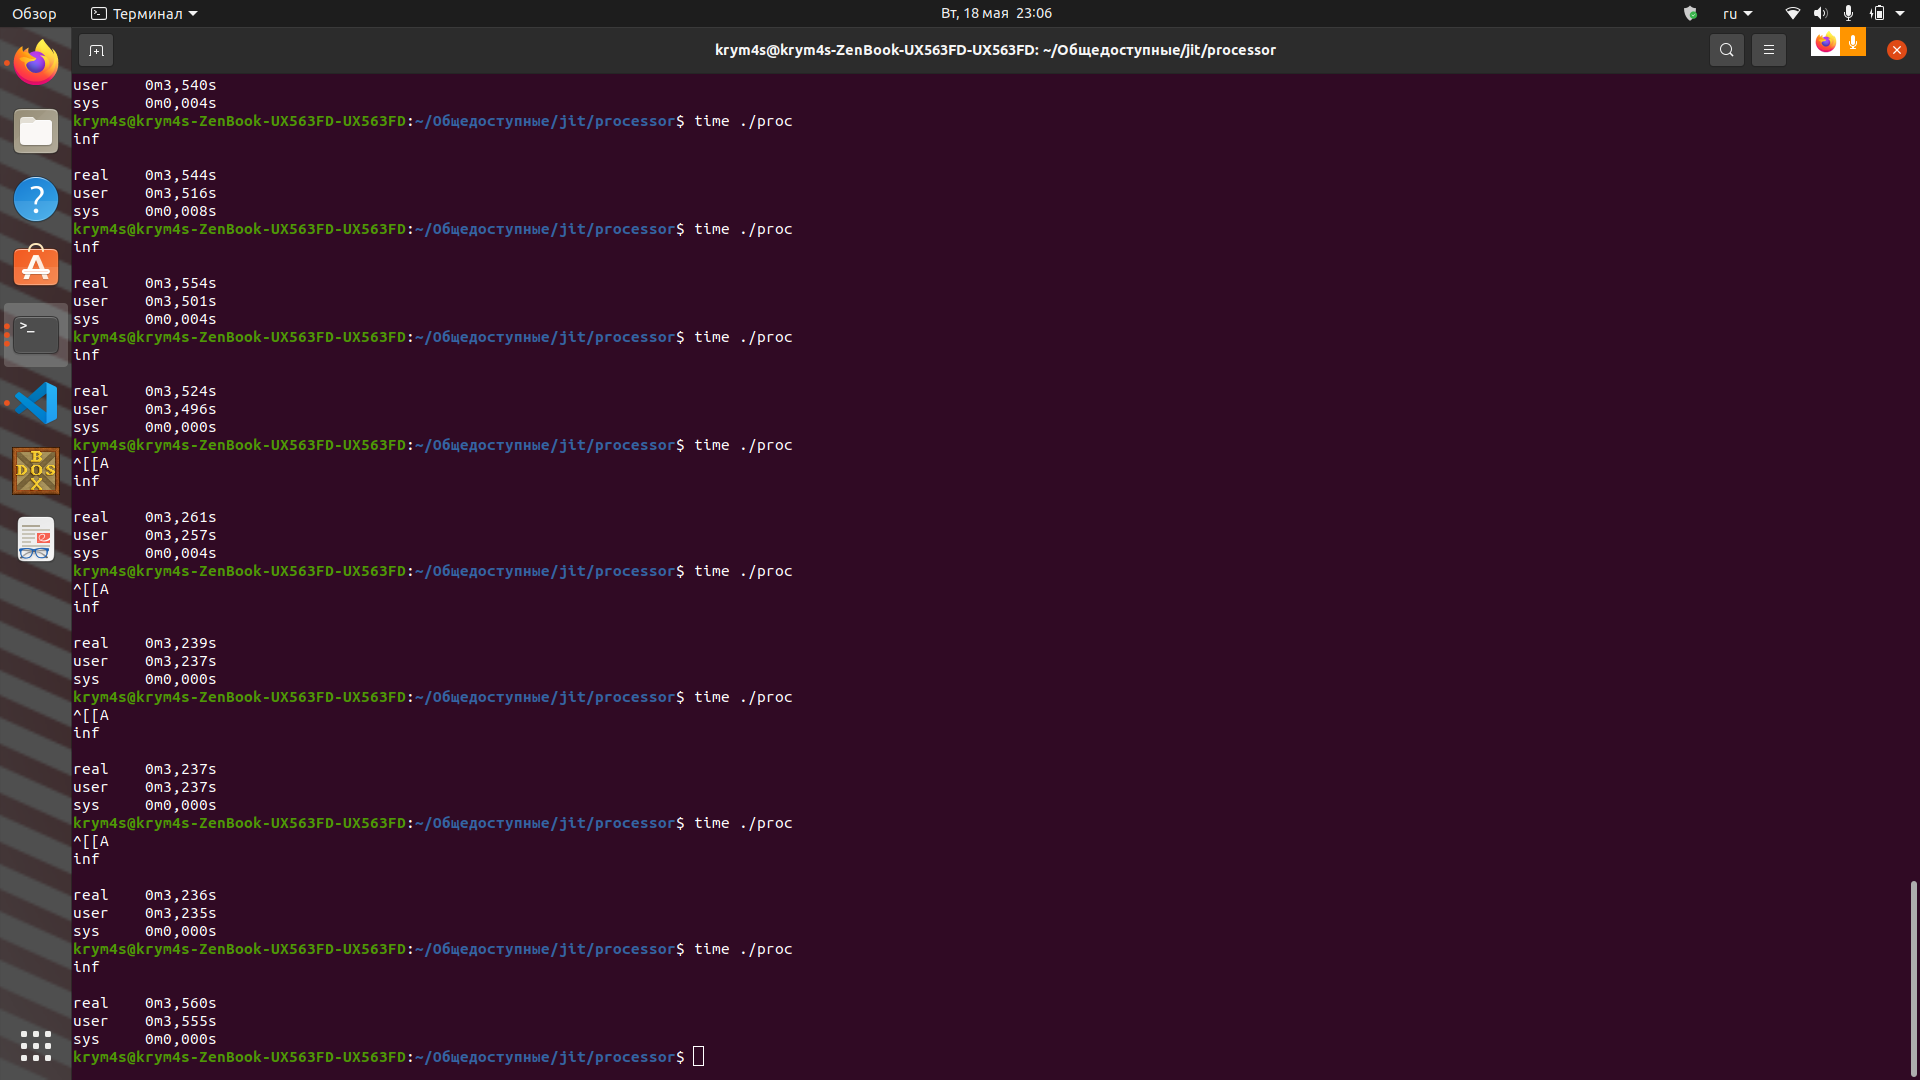 Обзор
Терминал
Вт, 18 мая 23:06
ru
krym4s@krym4s-ZenBook-UX563FD-UX563FD: ~/Общедоступные/jit/processor
user 0m3,540s
sys 0m0,004s
krym4s@krym4s-ZenBook-UX563FD-UX563FD:~/Общедоступные/jit/processor$ time ./proc
inf
real 0m3,544s
user 0m3,516s
sys 0m0,008s
krym4s@krym4s-ZenBook-UX563FD-UX563FD:~/Общедоступные/jit/processor$ time ./proc
inf
real 0m3,554s
user 0m3,501s
sys 0m0,004s
krym4s@krym4s-ZenBook-UX563FD-UX563FD:~/Общедоступные/jit/processor$ time ./proc
inf
real 0m3,524s
user 0m3,496s
sys 0m0,000s
krym4s@krym4s-ZenBook-UX563FD-UX563FD:~/Общедоступные/jit/processor$ time ./proc
^[[A
inf
real 0m3,261s
user 0m3,257s
sys 0m0,004s
krym4s@krym4s-ZenBook-UX563FD-UX563FD:~/Общедоступные/jit/processor$ time ./proc
^[[A
inf
real 0m3,239s
user 0m3,237s
sys 0m0,000s
krym4s@krym4s-ZenBook-UX563FD-UX563FD:~/Общедоступные/jit/processor$ time ./proc
^[[A
inf
real 0m3,237s
user 0m3,237s
sys 0m0,000s
krym4s@krym4s-ZenBook-UX563FD-UX563FD:~/Общедоступные/jit/processor$ time ./proc
^[[A
inf
real 0m3,236s
user 0m3,235s
sys 0m0,000s
krym4s@krym4s-ZenBook-UX563FD-UX563FD:~/Общедоступные/jit/processor$ time ./proc
inf
real 0m3,560s
user 0m3,555s
sys 0m0,000s
krym4s@krym4s-ZenBook-UX563FD-UX563FD:~/Общедоступные/jit/processor$
B
DOS
X